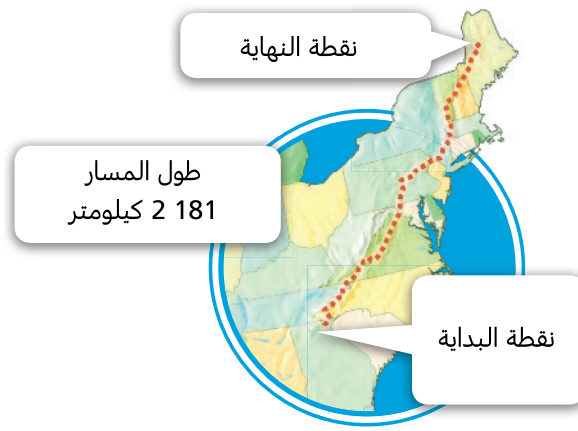 نقطة النهاية
طول المسار
181 2 كيلومتر
نقطة البداية